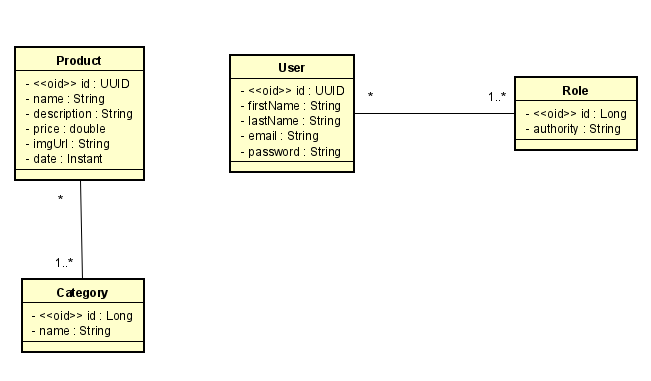 Product
- <<oid>> id : UUID
- name : String
- description : String
- price : double
- imgUrl : String
- date : Instant
*
1..*
Category
- <<oid>> id : Long
- name : String
User
- <<oid>> id : UUID
- firstName : String
- lastName : String
- email : String
- password : String
*
1..*
Role
- <<oid>> id : Long
- authority : String